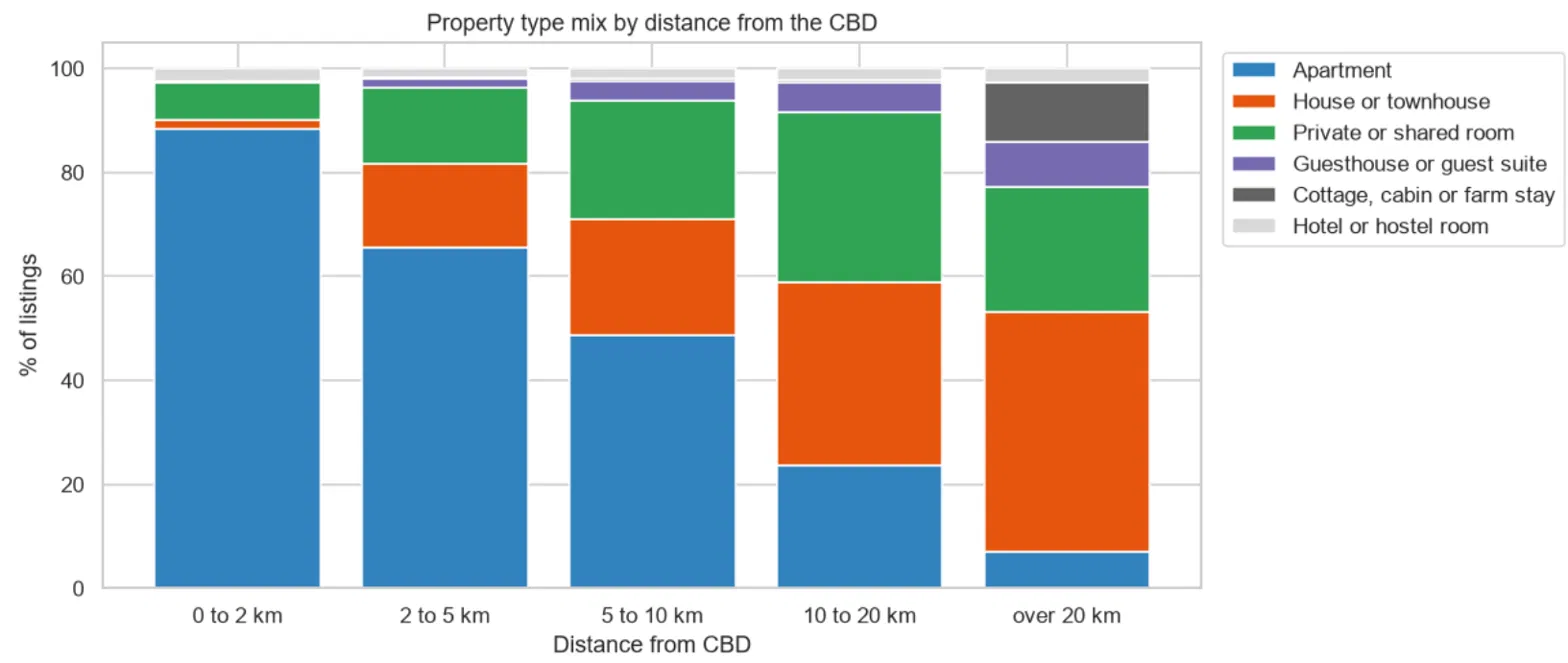 Property type mix by distance from the CBD
% of listings
100
80
60
40
20
0
0 to 2 km
2 to 5 km
5 to 10 km
10 to 20 km
over 20 km
Distance from CBD
Apartment
House or townhouse
Private or shared room
Guesthouse or guest suite
Cottage, cabin or farm stay
Hotel or hostel room